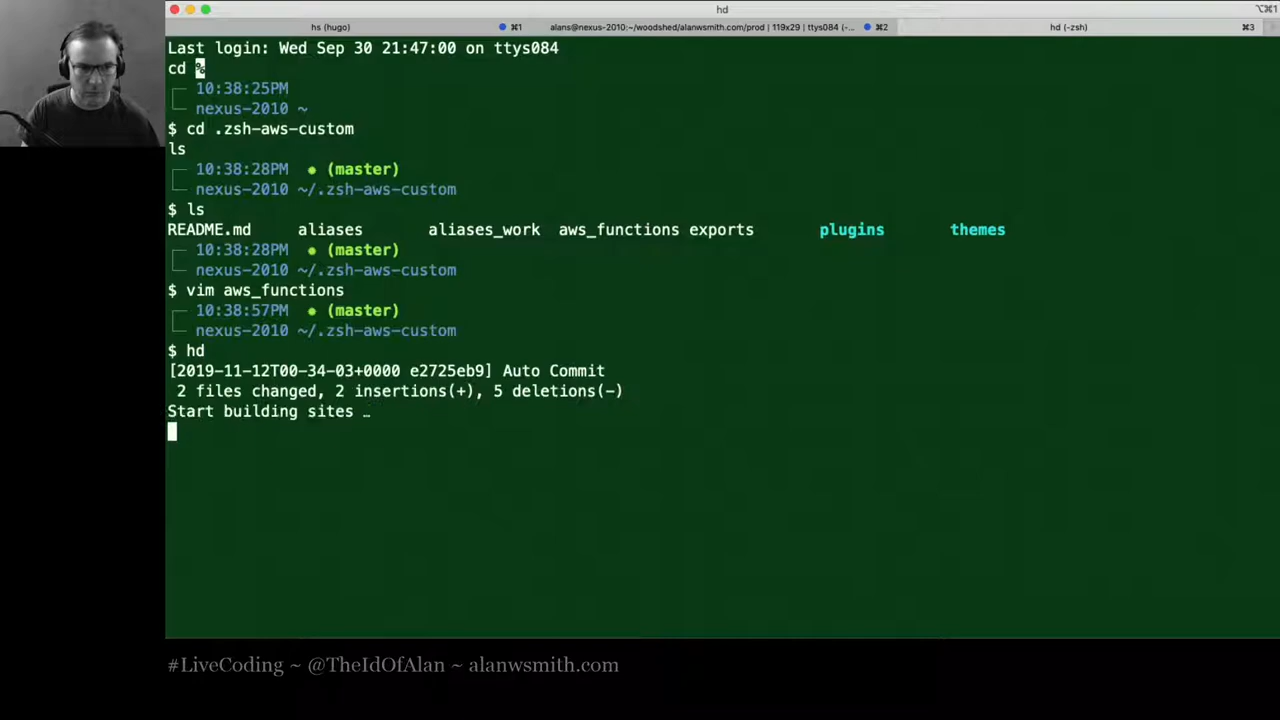 hd
⌥⌘1
hs (hugo)
⌘1
alans@nexus-2010:~/woodshed/alanwsmith.com/prod | 119x29 | ttys084 (-...
⌘2
hd (-zsh)
⌘3
Last login: Wed Sep 30 21:47:00 on ttys084
cd %
10:38:25PM
nexus-2010 ~
$ cd .zsh-aws-custom
ls
10:38:28PM ● (master)
nexus-2010 ~/.zsh-aws-custom
$ ls
README.md aliases aliases_work aws_functions exports plugins themes
10:38:28PM ● (master)
nexus-2010 ~/.zsh-aws-custom
$ vim aws_functions
10:38:57PM ● (master)
nexus-2010 ~/.zsh-aws-custom
$ hd
[2019-11-12T00-34-03+0000 e2725eb9] Auto Commit
2 files changed, 2 insertions(+), 5 deletions(-)
Start building sites …
#LiveCoding ~ @TheIdOfAlan ~ alanwsmith.com